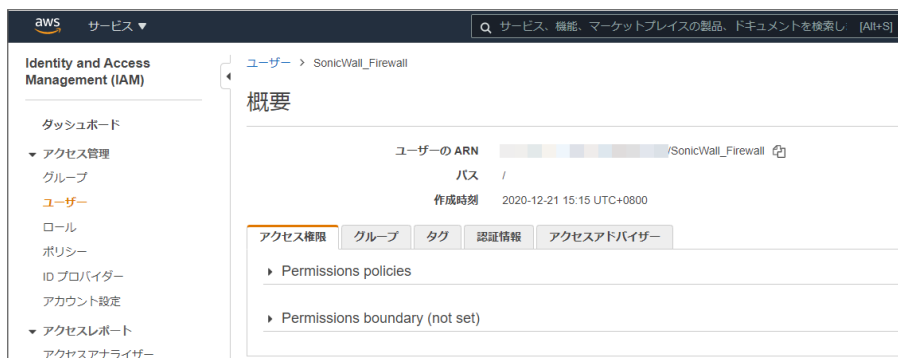 aws サービス ▼ サービス、機能、マーケットプレイスの製品、ドキュメントを検索し [Alt+S]
Identity and Access Management (IAM)
ダッシュボード
アクセス管理
グループ
ユーザー
ロール
ポリシー
ID プロバイダー
アカウント設定
アクセスレポート
アクセスアナライザー
ユーザー > SonicWall_Firewall
概要
ユーザーの ARN /SonicWall_Firewall
パス /
作成時刻 2020-12-21 15:15 UTC+0800
アクセス権限 グループ タグ 認証情報 アクセスアドバイザー
Permissions policies
Permissions boundary (not set)